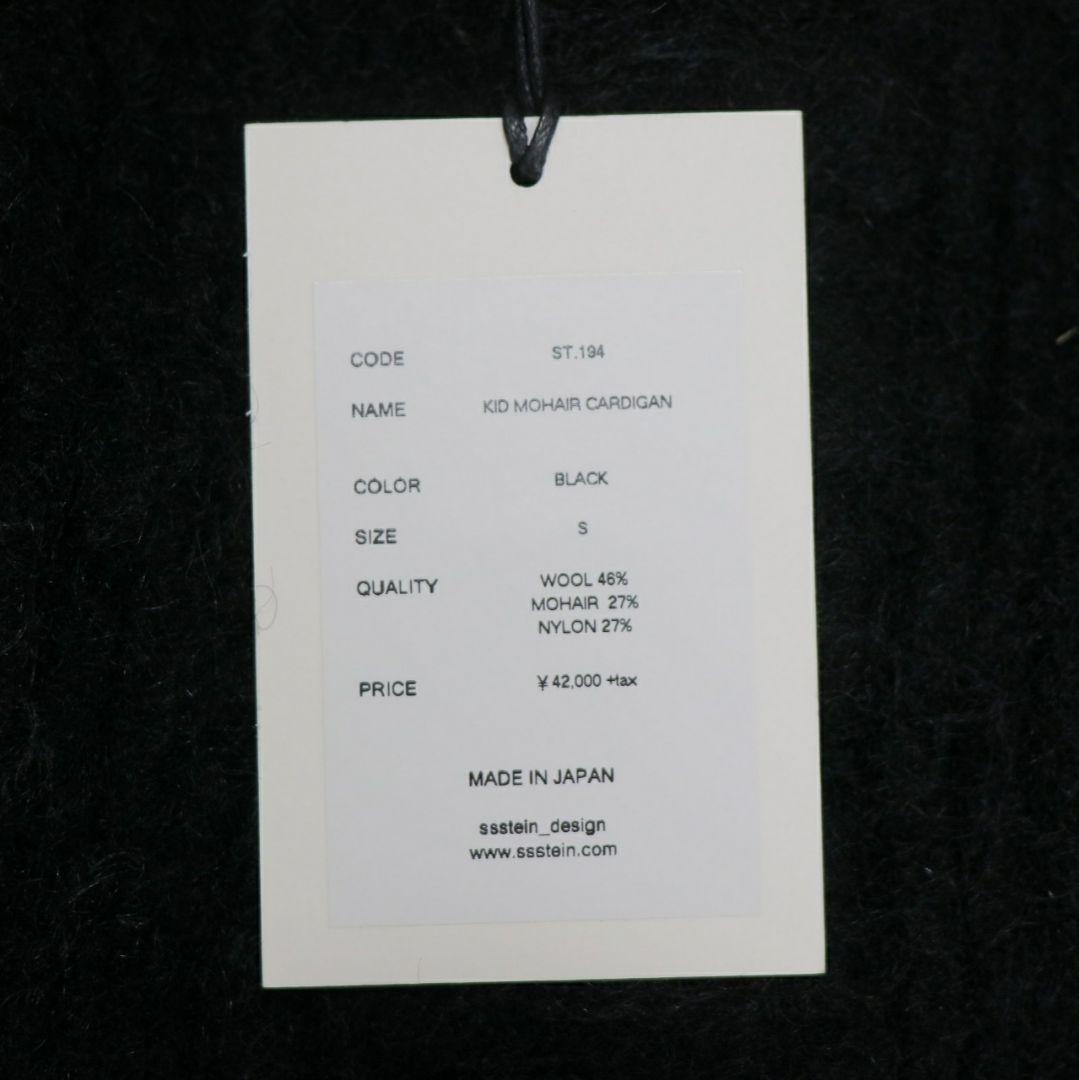 CODE ST.194
NAME KID MOHAIR CARDIGAN
COLOR BLACK
SIZE S
QUALITY WOOL 46%
MOHAIR 27%
NYLON 27%
PRICE ¥42,000 +tax
MADE IN JAPAN
ssstein_design
www.ssstein.com